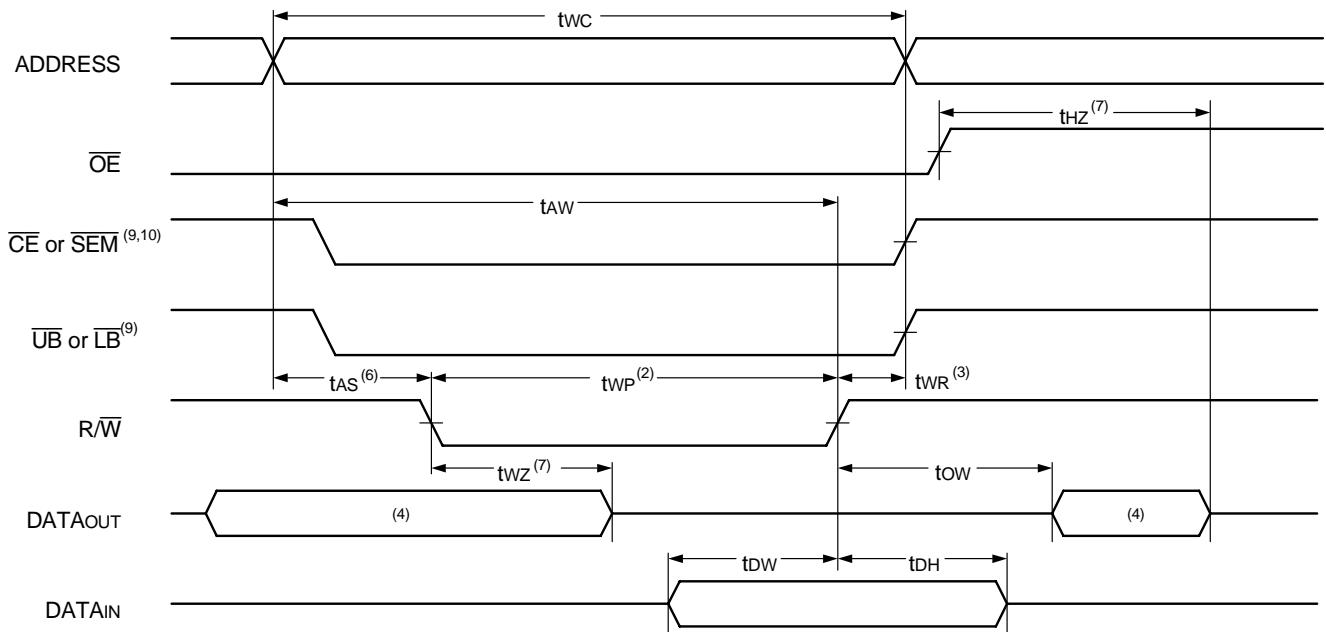 tWC
ADDRESS
tHZ (7)
OE
tAW
CE or SEM (9,10)
UB or LB (9)
tAS (6) tWP (2) tWR (3)
R/W
tWZ (7) tOW
DATAOUT (4) (4)
tDW tDH
DATAIN